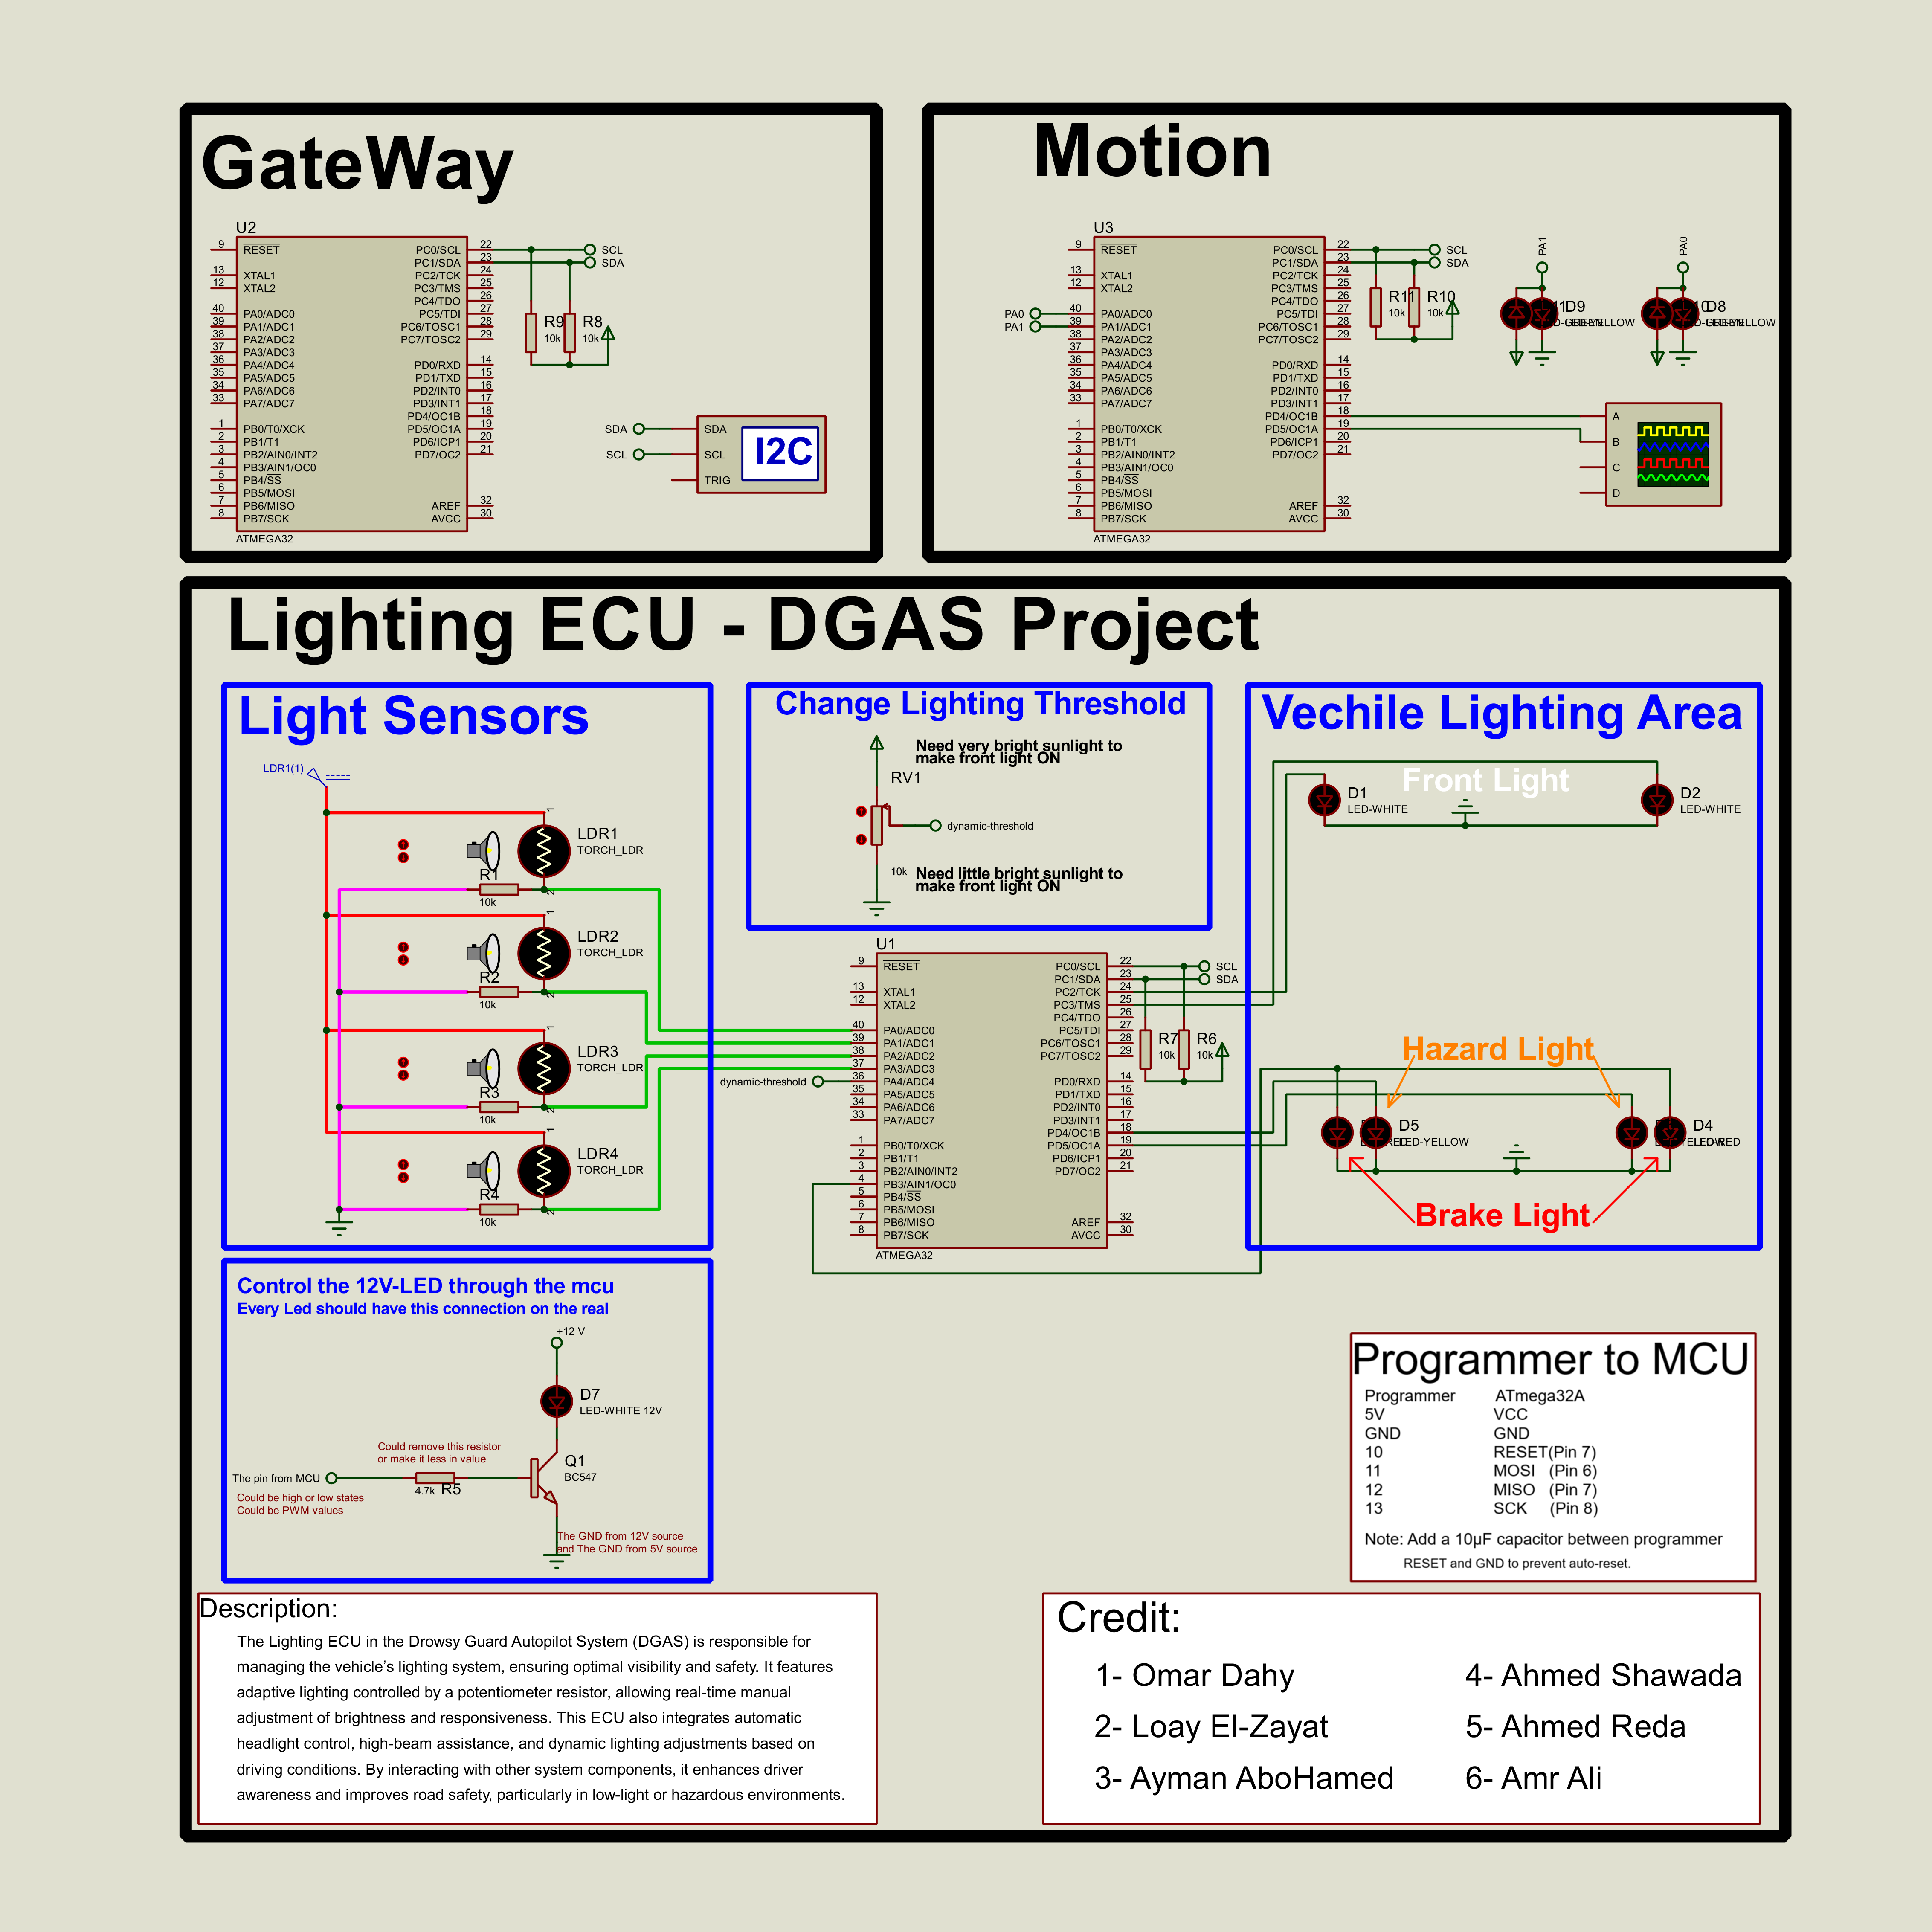 GateWay
U2
9 RESET
13 XTAL1
12 XTAL2
40 PA0/ADC0
39 PA1/ADC1
38 PA2/ADC2
37 PA3/ADC3
36 PA4/ADC4
35 PA5/ADC5
34 PA6/ADC6
33 PA7/ADC7
1 PB0/T0/XCK
2 PB1/T1
3 PB2/AIN0/INT2
4 PB3/AIN1/OC0
5 PB4/SS
6 PB5/MOSI
7 PB6/MISO
8 PB7/SCK
PC0/SCL 22
PC1/SDA 23
PC2/TCK 24
PC3/TMS 25
PC4/TDO 26
PC5/TDI 27
PC6/TOSC1 28
PC7/TOSC2 29
PD0/RXD 14
PD1/TXD 15
PD2/INT0 16
PD3/INT1 17
PD4/OC1B 18
PD5/OC1A 19
PD6/ICP1 20
PD7/OC2 21
AREF 32
AVCC 30
ATMEGA32
SCL
SDA
R9
10k
R8
10k
SDA SDA
SCL SCL
TRIG
I2C
Motion
U3
9 RESET
13 XTAL1
12 XTAL2
PA0 40 PA0/ADC0
PA1 39 PA1/ADC1
38 PA2/ADC2
37 PA3/ADC3
36 PA4/ADC4
35 PA5/ADC5
34 PA6/ADC6
33 PA7/ADC7
1 PB0/T0/XCK
2 PB1/T1
3 PB2/AIN0/INT2
4 PB3/AIN1/OC0
5 PB4/SS
6 PB5/MOSI
7 PB6/MISO
8 PB7/SCK
PC0/SCL 22
PC1/SDA 23
PC2/TCK 24
PC3/TMS 25
PC4/TDO 26
PC5/TDI 27
PC6/TOSC1 28
PC7/TOSC2 29
PD0/RXD 14
PD1/TXD 15
PD2/INT0 16
PD3/INT1 17
PD4/OC1B 18
PD5/OC1A 19
PD6/ICP1 20
PD7/OC2 21
AREF 32
AVCC 30
ATMEGA32
SCL
SDA
R11
10k
R10
10k
PA1
D9
PA0
D8
A
B
C
D
Lighting ECU - DGAS Project
Light Sensors
LDR1(1)
1
LDR1
TORCH_LDR
R1
10k
2
1
LDR2
TORCH_LDR
R2
10k
2
1
LDR3
TORCH_LDR
R3
10k
2
1
LDR4
TORCH_LDR
R4
10k
2
Change Lighting Threshold
Need very bright sunlight to
make front light ON
RV1
dynamic-threshold
10k
Need little bright sunlight to
make front light ON
U1
9 RESET
13 XTAL1
12 XTAL2
40 PA0/ADC0
39 PA1/ADC1
38 PA2/ADC2
37 PA3/ADC3
dynamic-threshold 36 PA4/ADC4
35 PA5/ADC5
34 PA6/ADC6
33 PA7/ADC7
1 PB0/T0/XCK
2 PB1/T1
3 PB2/AIN0/INT2
4 PB3/AIN1/OC0
5 PB4/SS
6 PB5/MOSI
7 PB6/MISO
8 PB7/SCK
PC0/SCL 22
PC1/SDA 23
PC2/TCK 24
PC3/TMS 25
PC4/TDO 26
PC5/TDI 27
PC6/TOSC1 28
PC7/TOSC2 29
PD0/RXD 14
PD1/TXD 15
PD2/INT0 16
PD3/INT1 17
PD4/OC1B 18
PD5/OC1A 19
PD6/ICP1 20
PD7/OC2 21
AREF 32
AVCC 30
ATMEGA32
SCL
SDA
R7
10k
R6
10k
Vechile Lighting Area
Front Light
D1
LED-WHITE
D2
LED-WHITE
Hazard Light
D5
LED-YELLOW
D4
LED-RED
Brake Light
Control the 12V-LED through the mcu
Every Led should have this connection on the real
+12 V
D7
LED-WHITE 12V
Could remove this resistor
or make it less in value
Q1
BC547
The pin from MCU
4.7k R5
Could be high or low states
Could be PWM values
The GND from 12V source
and The GND from 5V source
Programmer to MCU
Programmer ATmega32A
5V VCC
GND GND
10 RESET(Pin 7)
11 MOSI (Pin 6)
12 MISO (Pin 7)
13 SCK (Pin 8)
Note: Add a 10µF capacitor between programmer
RESET and GND to prevent auto-reset.
Description:
The Lighting ECU in the Drowsy Guard Autopilot System (DGAS) is responsible for
managing the vehicle's lighting system, ensuring optimal visibility and safety. It features
adaptive lighting controlled by a potentiometer resistor, allowing real-time manual
adjustment of brightness and responsiveness. This ECU also integrates automatic
headlight control, high-beam assistance, and dynamic lighting adjustments based on
driving conditions. By interacting with other system components, it enhances driver
awareness and improves road safety, particularly in low-light or hazardous environments.
Credit:
1- Omar Dahy
2- Loay El-Zayat
3- Ayman AboHamed
4- Ahmed Shawada
5- Ahmed Reda
6- Amr Ali